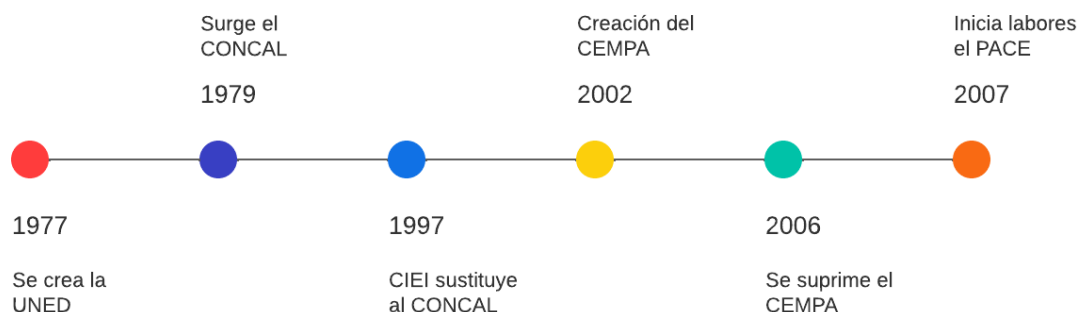 Surge el
CONCAL
1979
Creación del
CEMPA
2002
Inicia labores
el PACE
2007
1977
Se crea la
UNED
1997
CIEI sustituye
al CONCAL
2006
Se suprime el
CEMPA